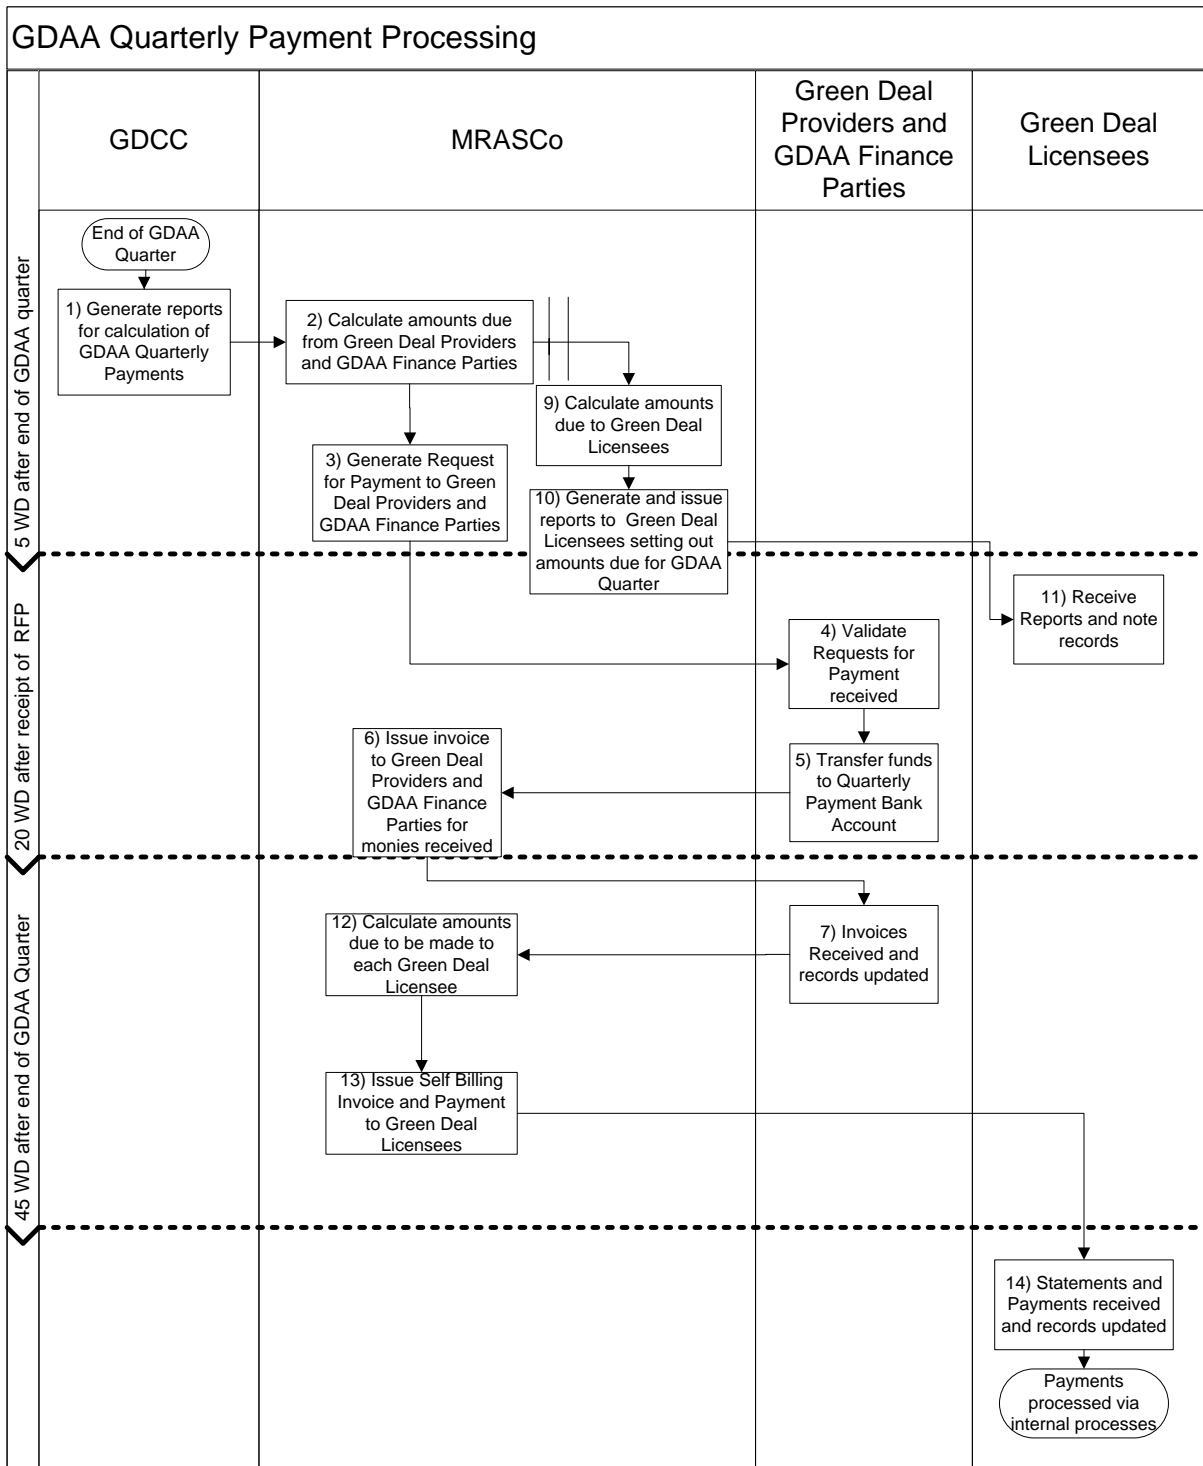 GDAA Quarterly Payment Processing
GDCC
MRASCo
Green Deal
Providers and
GDAA Finance
Parties
Green Deal
Licensees
5 WD after end of GDAA quarter
End of GDAA
Quarter
1) Generate reports
for calculation of
GDAA Quarterly
Payments
2) Calculate amounts due
from Green Deal Providers
and GDAA Finance Parties
9) Calculate amounts
due to Green Deal
Licensees
3) Generate Request
for Payment to Green
Deal Providers and
GDAA Finance Parties
10) Generate and issue
reports to Green Deal
Licensees setting out
amounts due for GDAA
Quarter
20 WD after receipt of RFP
11) Receive
Reports and note
records
4) Validate
Requests for
Payment
received
6) Issue invoice
to Green Deal
Providers and
GDAA Finance
Parties for
monies received
5) Transfer funds
to Quarterly
Payment Bank
Account
45 WD after end of GDAA Quarter
12) Calculate amounts
due to be made to
each Green Deal
Licensee
7) Invoices
Received and
records updated
13) Issue Self Billing
Invoice and Payment
to Green Deal
Licensees
14) Statements and
Payments received
and records updated
Payments
processed via
internal processes